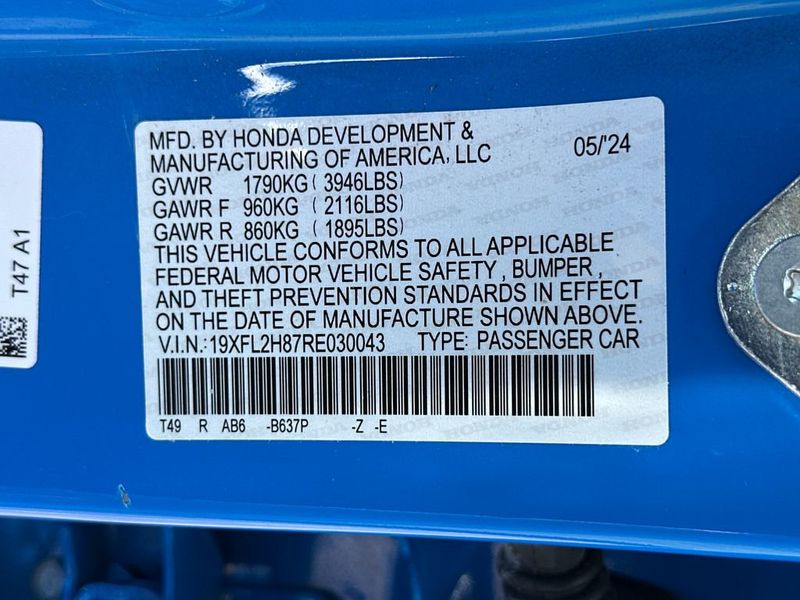 MFD. BY HONDA DEVELOPMENT &
MANUFACTURING OF AMERICA, LLC 05/'24
GVWR 1790KG ( 3946LBS)
GAWR F 960KG ( 2116LBS)
GAWR R 860KG ( 1895LBS)
THIS VEHICLE CONFORMS TO ALL APPLICABLE
FEDERAL MOTOR VEHICLE SAFETY , BUMPER ,
AND THEFT PREVENTION STANDARDS IN EFFECT
ON THE DATE OF MANUFACTURE SHOWN ABOVE.
V.I.N.: 19XFL2H87RE030043 TYPE: PASSENGER CAR
T49 R AB6 -B637P -Z -E
T47 A1